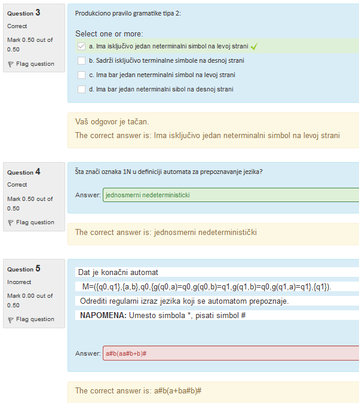 Question 3
Correct
Mark 0.50 out of
0.50
Flag question
Produkciono pravilo gramatike tipa 2:
Select one or more:
a. Ima isključivo jedan neterminalni simbol na levoj strani
b. Sadrži isključivo terminalne simbole na desnoj strani
c. Ima bar jedan neterminalni simbol na levoj strani
d. Ima bar jedan neterminalni sibol na desnoj strani
Vaš odgovor je tačan.
The correct answer is: Ima isključivo jedan neterminalni simbol na levoj strani
Question 4
Correct
Mark 0.50 out of
0.50
Flag question
Šta znači oznaka 1N u definiciji automata za prepoznavanje jezika?
Answer: jednosmerni nedeterministicki
The correct answer is: jednosmerni nedeterministički
Question 5
Incorrect
Mark 0.00 out of
0.50
Flag question
Dat je konačni automat
M=({q0,q1},{a,b},q0,{g(q0,a)=q0,g(q0,b)=q1,g(q1,b)=q0,g(q1,a)=q1},{q1}).
Odrediti regularni izraz jezika koji se automatom prepoznaje.
NAPOMENA: Umesto simbola *, pisati simbol #
Answer: a#b(aa#b+b)#
The correct answer is: a#b(a+ba#b)#